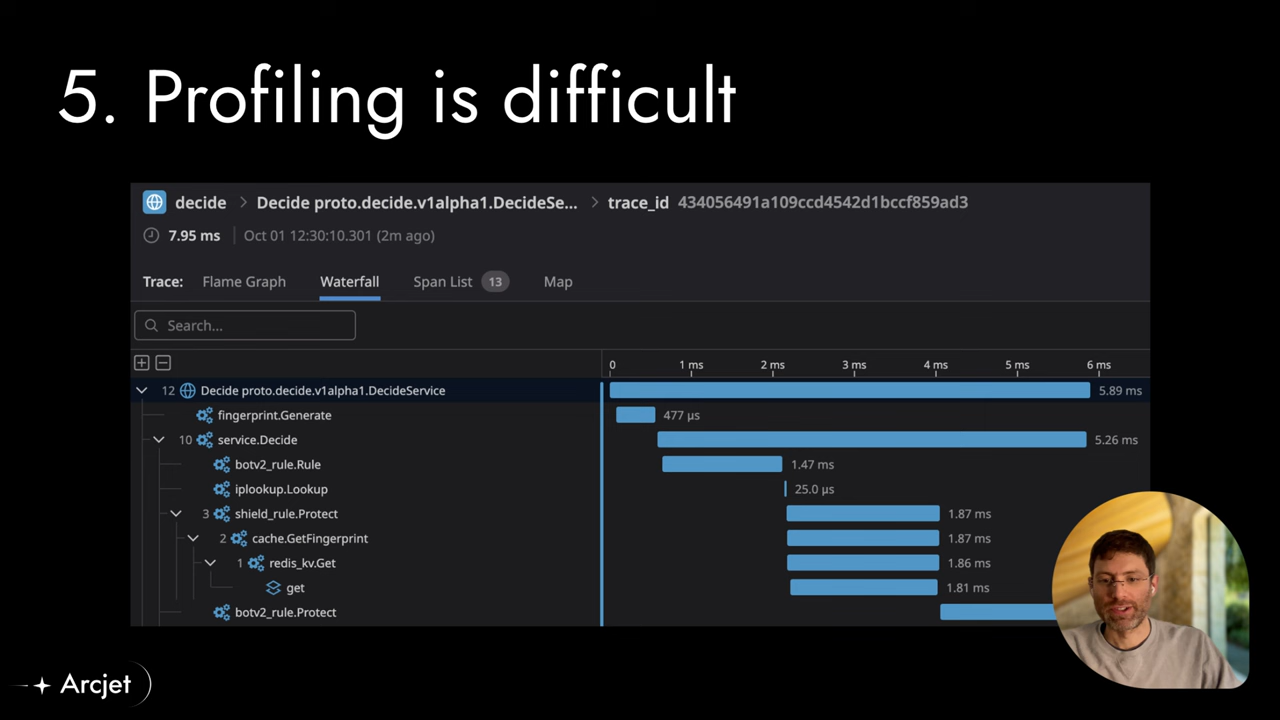 5. Profiling is difficult
decide > Decide proto.decide.v1alpha1.DecideSe... > trace_id 434056491a109ccd4542d1bccf859ad3
7.95 ms | Oct 01 12:30:10.301 (2m ago)
Trace: Flame Graph Waterfall Span List 13 Map
Search...
0 1 ms 2 ms 3 ms 4 ms 5 ms 6 ms
12 Decide proto.decide.v1alpha1.DecideService 5.89 ms
fingerprint.Generate 477 µs
10 service.Decide 5.26 ms
botv2_rule.Rule 1.47 ms
iplookup.Lookup 25.0 µs
3 shield_rule.Protect 1.87 ms
2 cache.GetFingerprint 1.87 ms
1 redis_kv.Get 1.86 ms
get 1.81 ms
botv2_rule.Protect
Arcjet